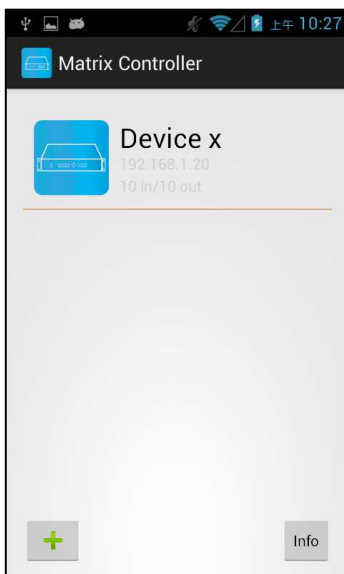 上午 10:27
Matrix Controller
Device x
192.168.1.20
10 in/10 out
Info